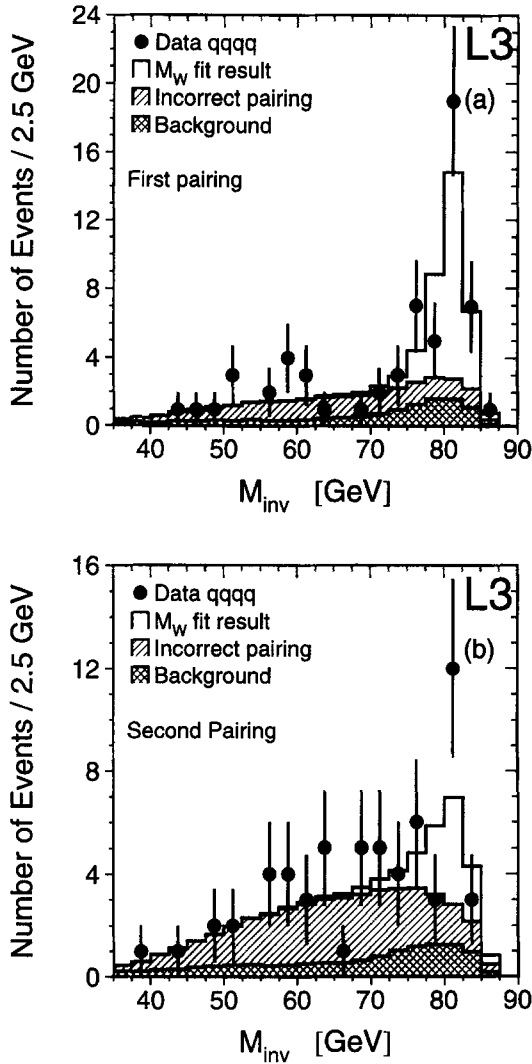 Number of Events / 2.5 GeV
24
20
16
12
8
4
0
Data qqqq
M_W fit result
Incorrect pairing
Background
First pairing
L3
(a)
40 50 60 70 80 90
M_inv [GeV]
Number of Events / 2.5 GeV
16
12
8
4
0
Data qqqq
M_W fit result
Incorrect pairing
Background
Second Pairing
L3
(b)
40 50 60 70 80 90
M_inv [GeV]